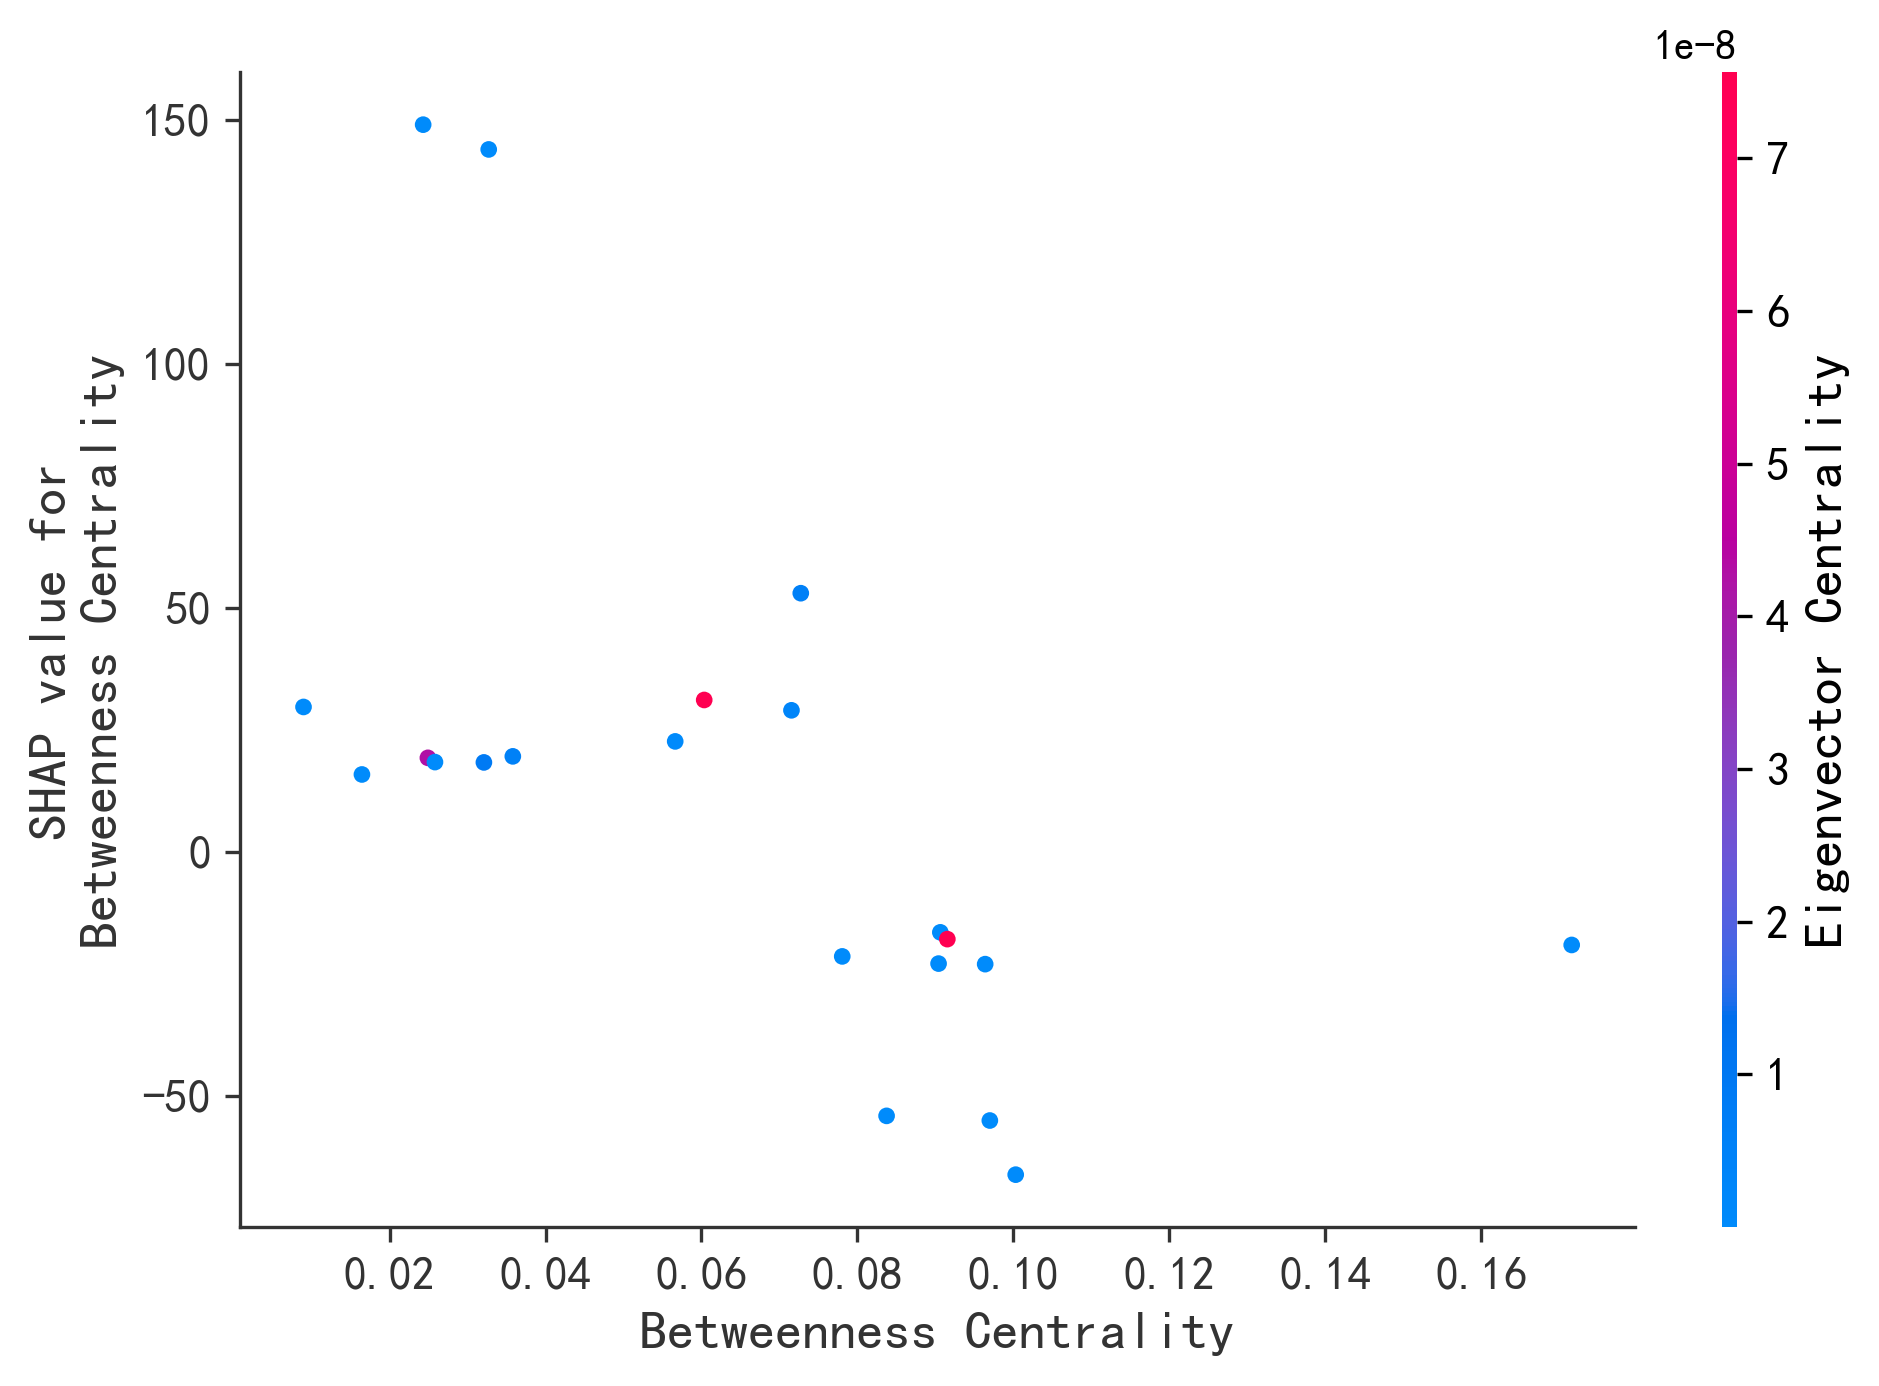 1e−8
150
100
50
0
−50
SHAP value for
Betweenness Centrality
0.02 0.04 0.06 0.08 0.10 0.12 0.14 0.16
Betweenness Centrality
7
6
5
4
3
2
1
Eigenvector Centrality